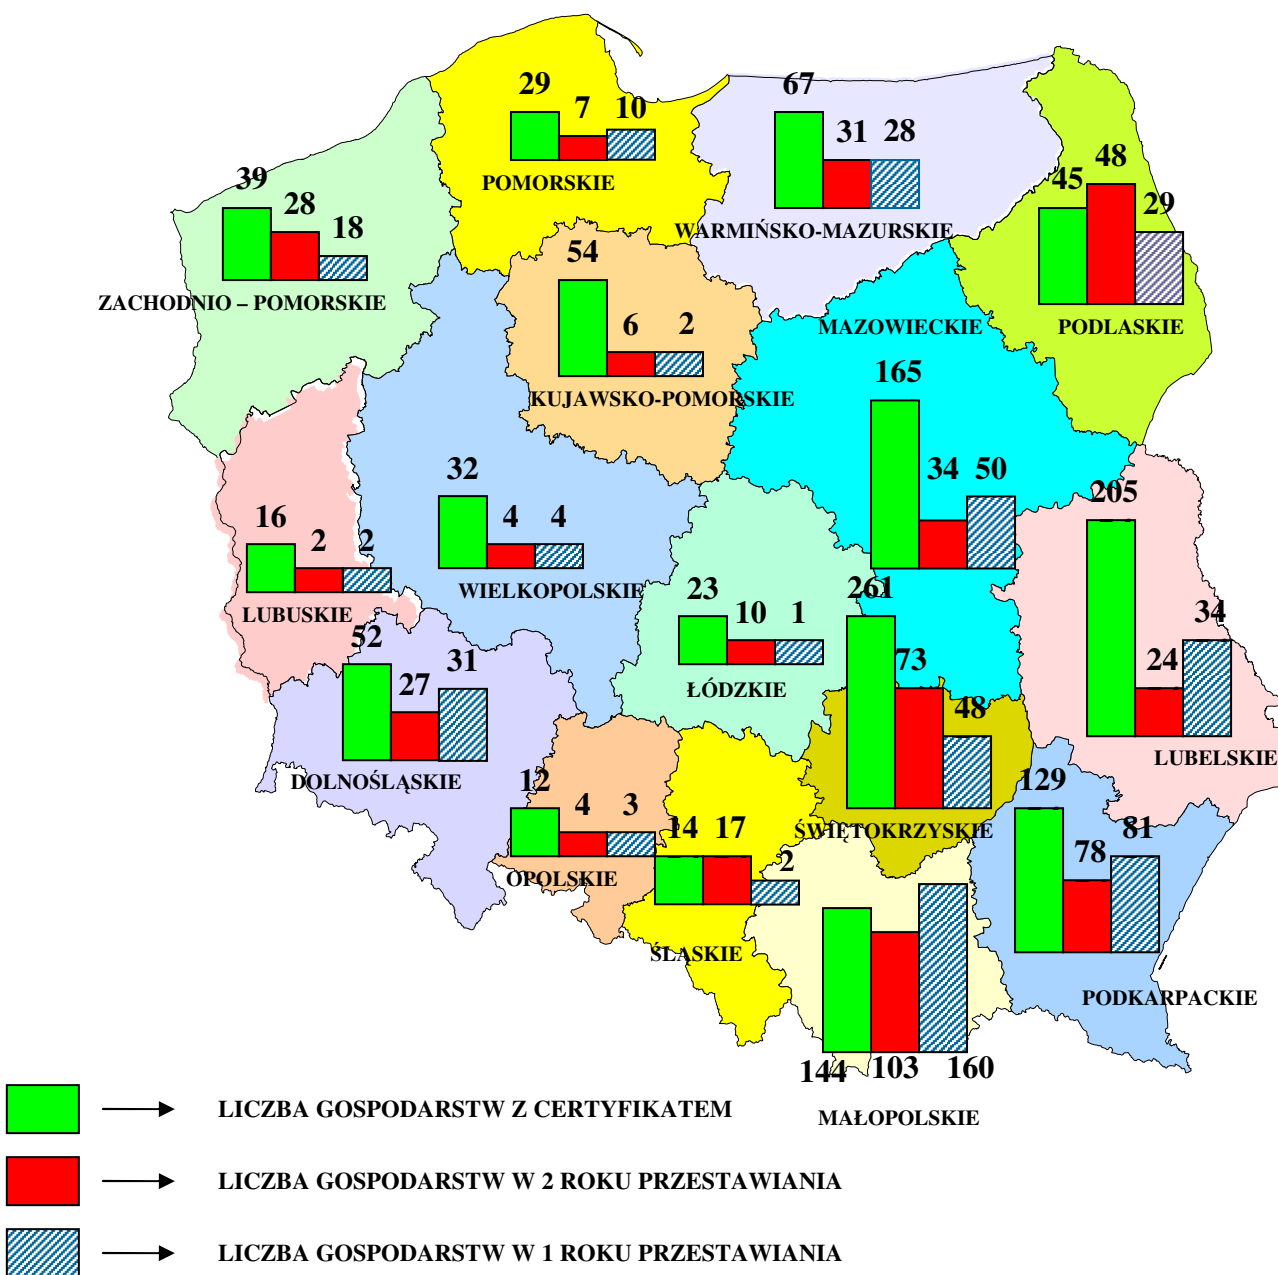 29 7 10
POMORSKIE
67 31 28
WARMIŃSKO-MAZURSKIE
45 48 29
PODLASKIE
39 28 18
ZACHODNIO – POMORSKIE
54 6 2
KUJAWSKO-POMORSKIE
MAZOWIECKIE
165 34 50
32 4 4
WIELKOPOLSKIE
16 2 2
LUBUSKIE
205 24 34
LUBELSKIE
23 10 1
ŁÓDZKIE
261 73 48
ŚWIĘTOKRZYSKIE
52 27 31
DOLNOŚLĄSKIE
12 4 3
OPOLSKIE
14 17 2
ŚLĄSKIE
129 78 81
PODKARPACKIE
144 103 160
MAŁOPOLSKIE
LICZBA GOSPODARSTW Z CERTYFIKATEM
LICZBA GOSPODARSTW W 2 ROKU PRZESTAWIANIA
LICZBA GOSPODARSTW W 1 ROKU PRZESTAWIANIA